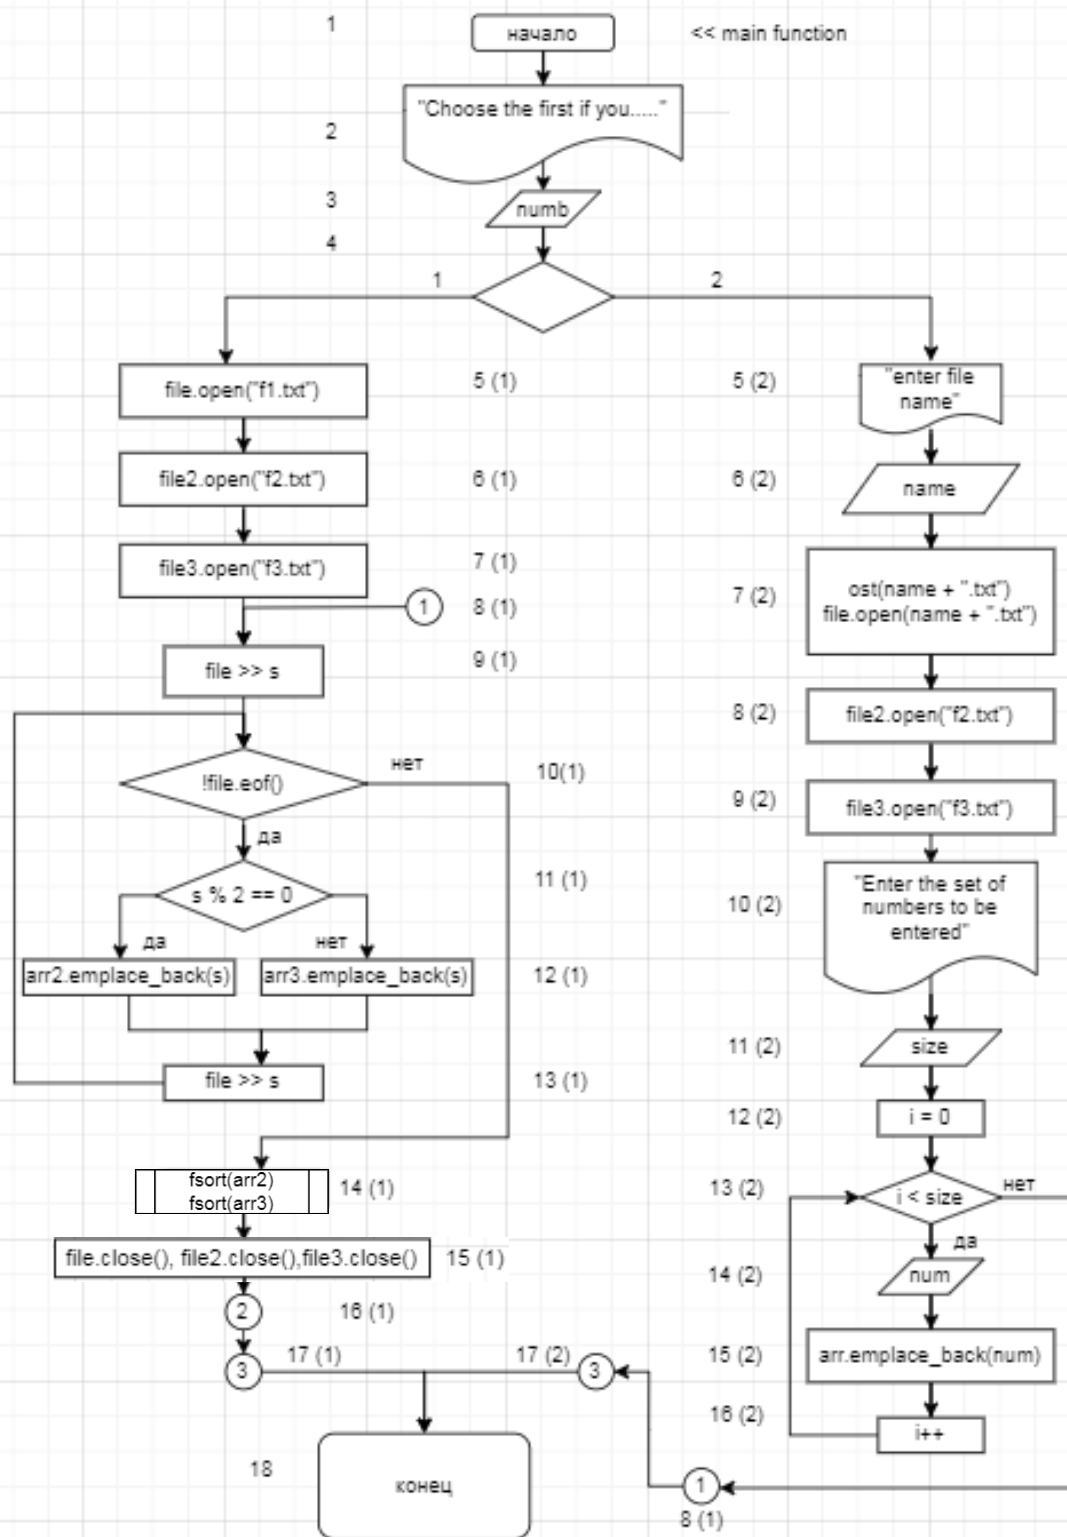 1
начало
<< main function
"Choose the first if you....."
2
3
numb
4
1
2
file.open("f1.txt")
5 (1)
5 (2)
"enter file
name"
file2.open("f2.txt")
6 (1)
6 (2)
name
file3.open("f3.txt")
7 (1)
7 (2)
ost(name + ".txt")
file.open(name + ".txt")
1
8 (1)
file >> s
9 (1)
8 (2)
file2.open("f2.txt")
!file.eof()
нет
10(1)
9 (2)
file3.open("f3.txt")
да
s % 2 == 0
11 (1)
10 (2)
"Enter the set of
numbers to be
entered"
да
нет
arr2.emplace_back(s)
arr3.emplace_back(s)
12 (1)
11 (2)
size
file >> s
13 (1)
12 (2)
i = 0
fsort(arr2)
fsort(arr3)
14 (1)
13 (2)
i < size
нет
да
file.close(), file2.close(),file3.close()
15 (1)
14 (2)
num
2
16 (1)
3
17 (1)
17 (2)
3
15 (2)
arr.emplace_back(num)
16 (2)
i++
18
конец
1
8 (1)